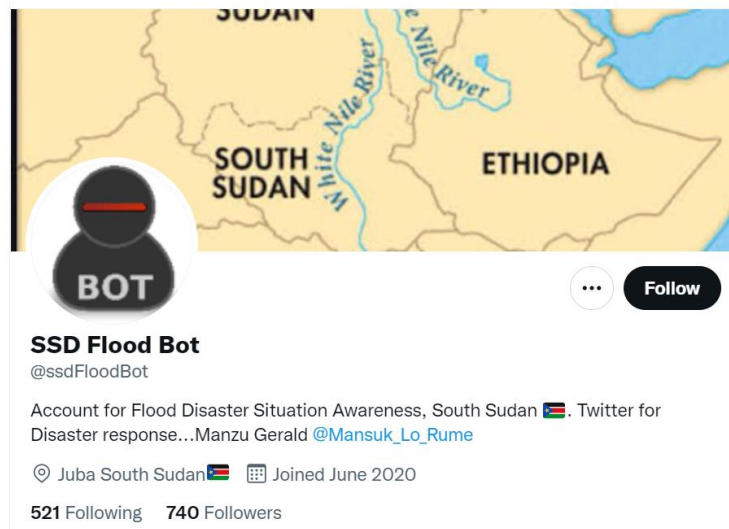 SUDAN
White Nile River
e Nile River
SOUTH
SUDAN
ETHIOPIA
BOT
Follow
SSD Flood Bot
@ssdFloodBot
Account for Flood Disaster Situation Awareness, South Sudan 🇸🇸. Twitter for
Disaster response...Manzu Gerald @Mansuk_Lo_Rume
Juba South Sudan🇸🇸 Joined June 2020
521 Following 740 Followers